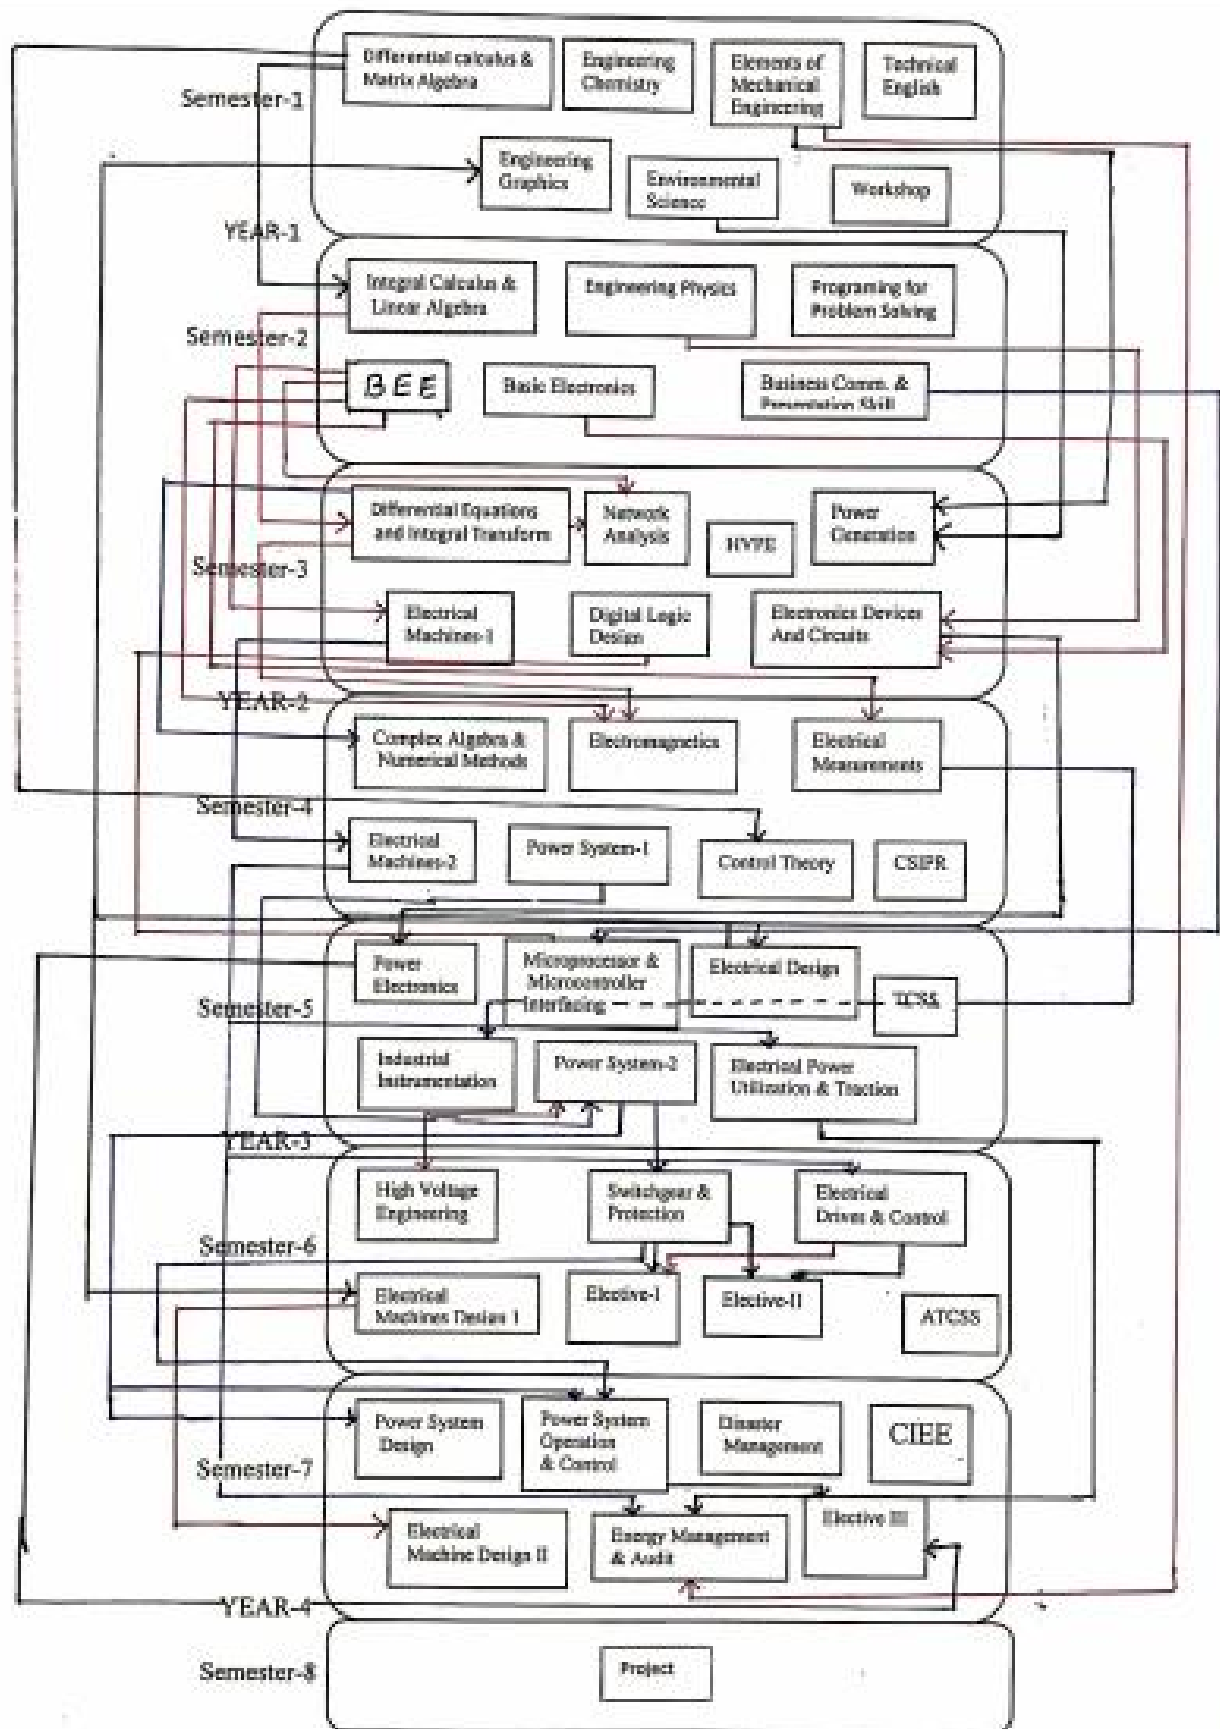 Differential calculus &
Matrix Algebra
Engineering
Chemistry
Elements of
Mechanical
Engineering
Technical
English
Semester-1
Engineering
Graphics
Environmental
Science
Workshop
YEAR-1
Integral Calculus &
Linear Algebra
Engineering Physics
Programing for
Problem Solving
Semester-2
BEE
Basic Electronics
Business Comm. &
Presentation Skill
Differential Equations
and Integral Transform
Network
Analysis
HVPE
Power
Generation
Semester-3
Electrical
Machines-1
Digital Logic
Design
Electronics Devices
And Circuits
YEAR-2
Complex Algebra &
Numerical Methods
Electromagnetics
Electrical
Measurements
Semester-4
Electrical
Machines-2
Power System-1
Control Theory
CSIPR
Power
Electronics
Microprocessor &
Microcontroller
Interfacing
Electrical Design
TCSS
Semester-5
Industrial
Instrumentation
Power System-2
Electrical Power
Utilization & Traction
YEAR-3
High Voltage
Engineering
Switchgear &
Protection
Electrical
Drives & Control
Semester-6
Electrical
Machines Design 1
Elective-I
Elective-II
ATCSS
Power System
Design
Power System
Operation
& Control
Disaster
Management
CIEE
Semester-7
Electrical
Machine Design II
Energy Management
& Audit
Elective III
YEAR-4
Semester-8
Project